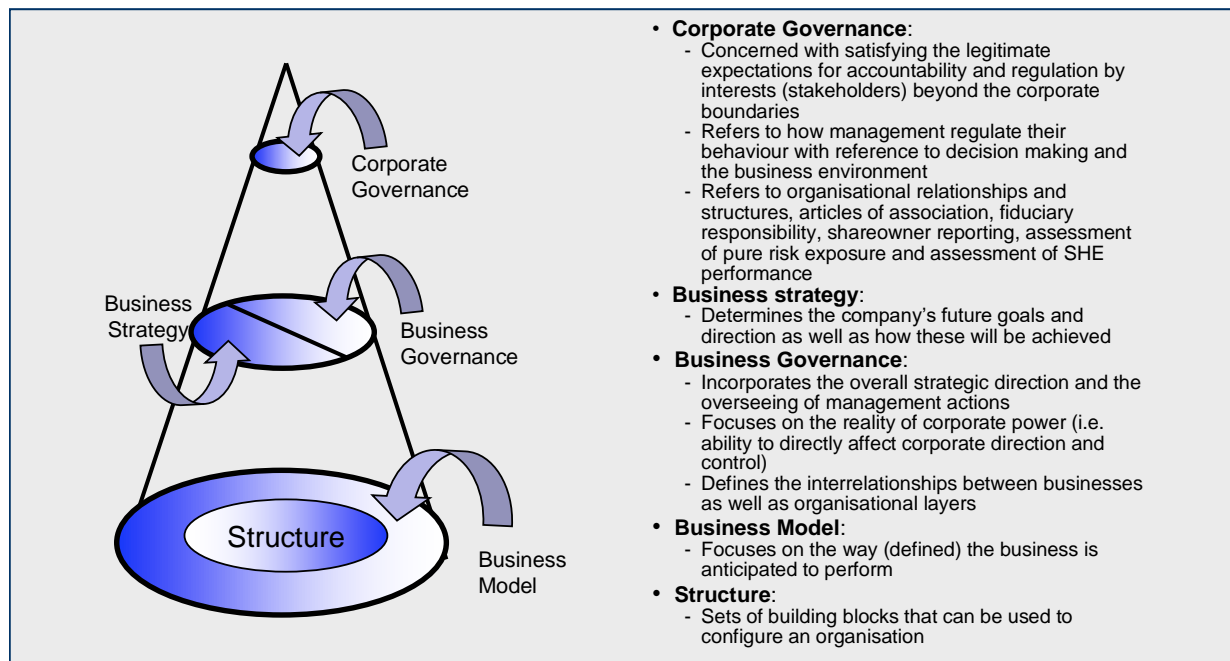 Corporate
Governance
Business
Strategy
Business
Governance
Structure
Business
Model
• Corporate Governance:
- Concerned with satisfying the legitimate
expectations for accountability and regulation by
interests (stakeholders) beyond the corporate
boundaries
- Refers to how management regulate their
behaviour with reference to decision making and
the business environment
- Refers to organisational relationships and
structures, articles of association, fiduciary
responsibility, shareowner reporting, assessment
of pure risk exposure and assessment of SHE
performance
• Business strategy:
- Determines the company's future goals and
direction as well as how these will be achieved
• Business Governance:
- Incorporates the overall strategic direction and the
overseeing of management actions
- Focuses on the reality of corporate power (i.e.
ability to directly affect corporate direction and
control)
- Defines the interrelationships between businesses
as well as organisational layers
• Business Model:
- Focuses on the way (defined) the business is
anticipated to perform
• Structure:
- Sets of building blocks that can be used to
configure an organisation